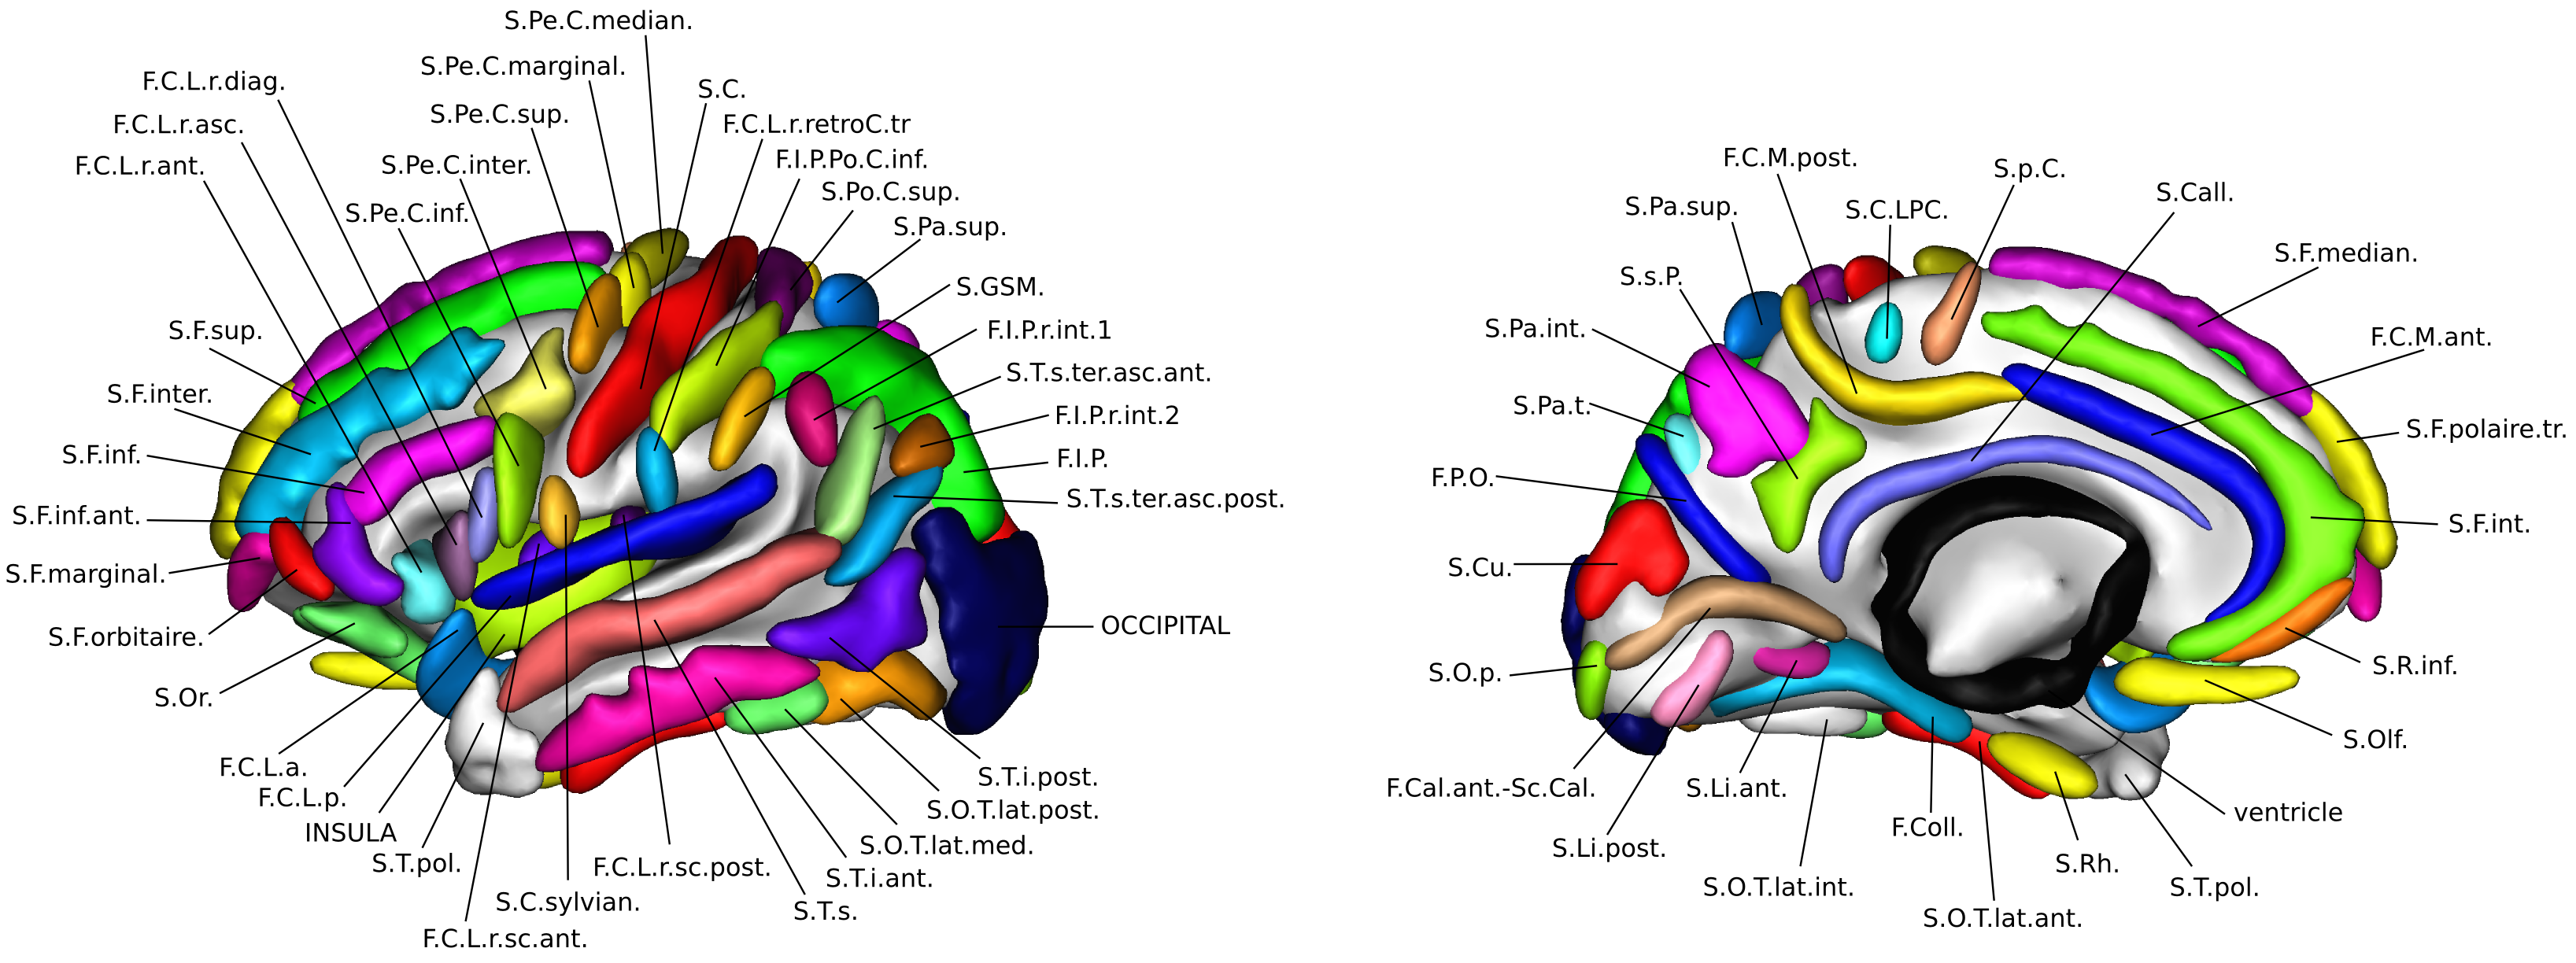 S.Pe.C.median.
S.Pe.C.marginal.
F.C.L.r.diag.
S.C.
S.Pe.C.sup.
F.C.L.r.asc.
F.C.L.r.retroC.tr
F.C.L.r.ant.
S.Pe.C.inter.
F.I.P.Po.C.inf.
S.Po.C.sup.
S.Pe.C.inf.
S.Pa.sup.
S.GSM.
S.F.sup.
F.I.P.r.int.1
S.T.s.ter.asc.ant.
S.F.inter.
F.I.P.r.int.2
S.F.inf.
F.I.P.
S.T.s.ter.asc.post.
S.F.inf.ant.
S.F.marginal.
OCCIPITAL
S.F.orbitaire.
S.Or.
F.C.L.a.
S.T.i.post.
F.C.L.p.
S.O.T.lat.post.
INSULA
S.O.T.lat.med.
S.T.pol.
F.C.L.r.sc.post.
S.T.i.ant.
S.C.sylvian.
S.T.s.
F.C.L.r.sc.ant.
F.C.M.post.
S.p.C.
S.Call.
S.Pa.sup.
S.C.LPC.
S.F.median.
S.s.P.
S.Pa.int.
F.C.M.ant.
S.Pa.t.
S.F.polaire.tr.
F.P.O.
S.F.int.
S.Cu.
S.O.p.
S.R.inf.
S.Olf.
F.Cal.ant.-Sc.Cal.
S.Li.ant.
ventricle
F.Coll.
S.Li.post.
S.Rh.
S.O.T.lat.int.
S.T.pol.
S.O.T.lat.ant.